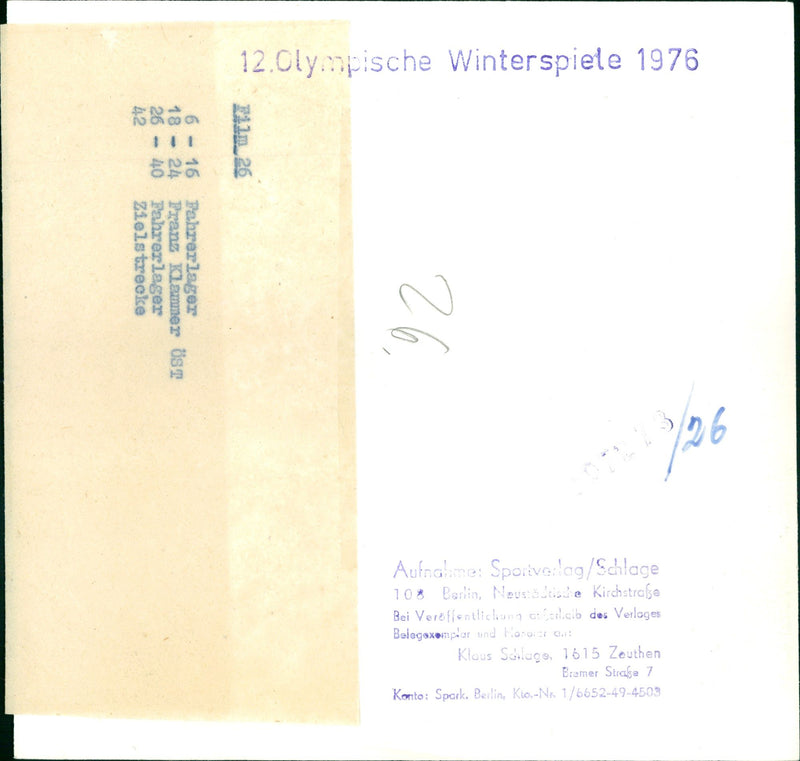 12.Olympische Winterspiele 1976
Film 26
6 - 16 Fahrerlager
18 - 24 Franz Klammer ÖST
26 - 40 Fahrerlager
42 Zielstrecke
26.
/26
Aufnahme: Sportverlag/Schlage
108 Berlin, Neustädtische Kirchstraße
Bei Veröffentlichung außerhalb des Verlages
Belegexemplar und Honorar an:
Klaus Schlage, 1615 Zeuthen
Bremer Straße 7
Konto: Spark. Berlin, Kto.-Nr. 1/6652-49-4503